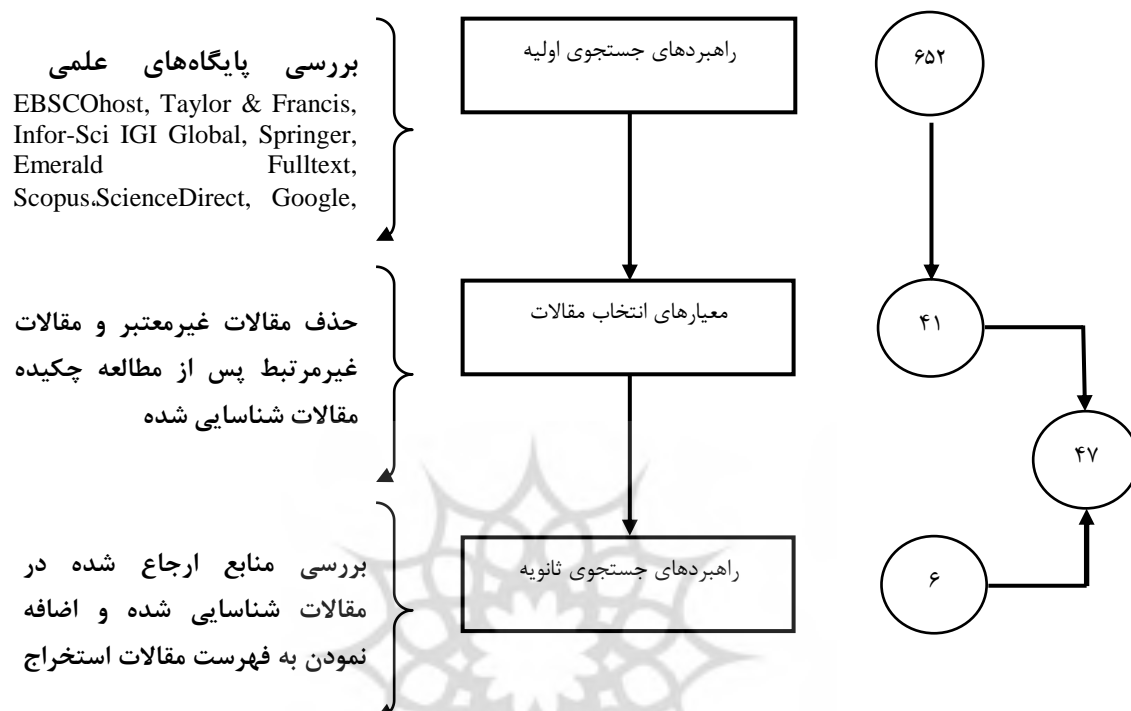 راهبردهای جستجوی اولیه
۶۵۲
بررسی پایگاه‌های علمی
EBSCOhost, Taylor & Francis,
Infor-Sci IGI Global, Springer,
Emerald Fulltext,
Scopus،ScienceDirect, Google,
معیارهای انتخاب مقالات
۴۱
حذف مقالات غیرمعتبر و مقالات
غیرمرتبط پس از مطالعه چکیده
مقالات شناسایی شده
۴۷
راهبردهای جستجوی ثانویه
۶
بررسی منابع ارجاع شده در
مقالات شناسایی شده و اضافه
نمودن به فهرست مقالات استخراج